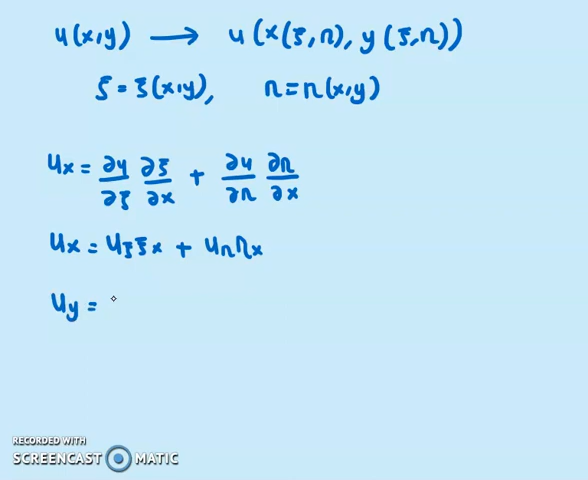 u(x,y) → u(x(ξ,η), y(ξ,η))
ξ = ξ(x,y), η = η(x,y)
ux = ∂u/∂ξ ∂ξ/∂x + ∂u/∂η ∂η/∂x
ux = uξξx + uηηx
uy =
RECORDED WITH
SCREENCAST MATIC